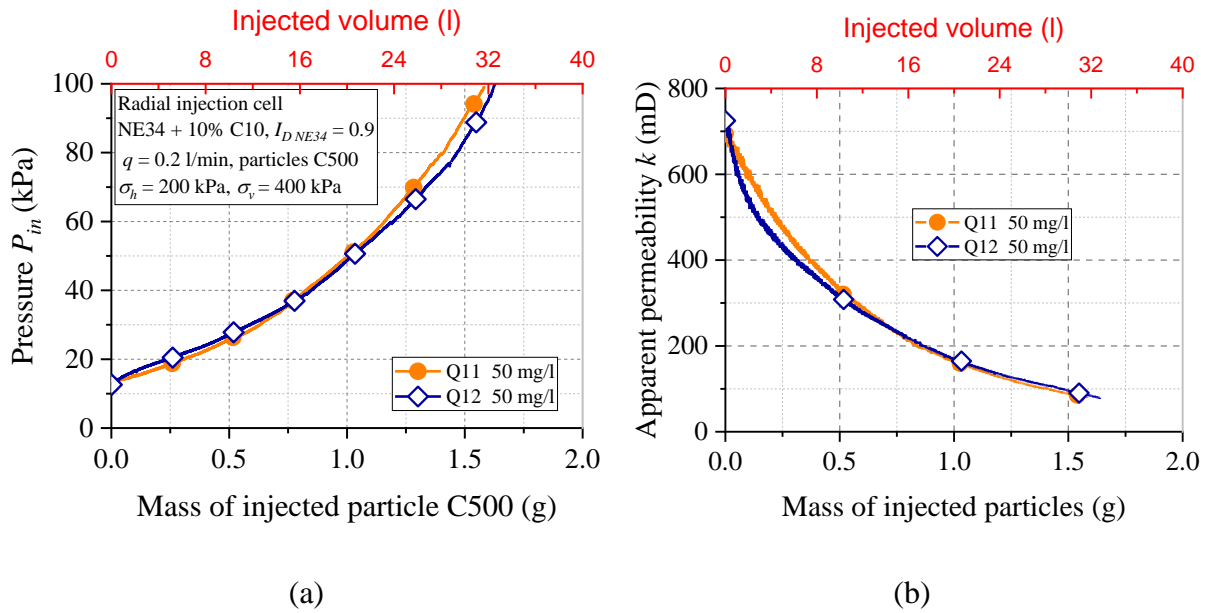 Injected volume (l)
0 8 16 24 32 40
100
80
60
40
20
0
Pressure P_in (kPa)
Radial injection cell
NE34 + 10% C10, I_D NE34 = 0.9
q = 0.2 l/min, particles C500
σ_h = 200 kPa, σ_v = 400 kPa
Q11 50 mg/l
Q12 50 mg/l
0.0 0.5 1.0 1.5 2.0
Mass of injected particle C500 (g)
(a)
Injected volume (l)
0 8 16 24 32 40
800
600
400
200
0
Apparent permeability k (mD)
Q11 50 mg/l
Q12 50 mg/l
0.0 0.5 1.0 1.5 2.0
Mass of injected particles (g)
(b)